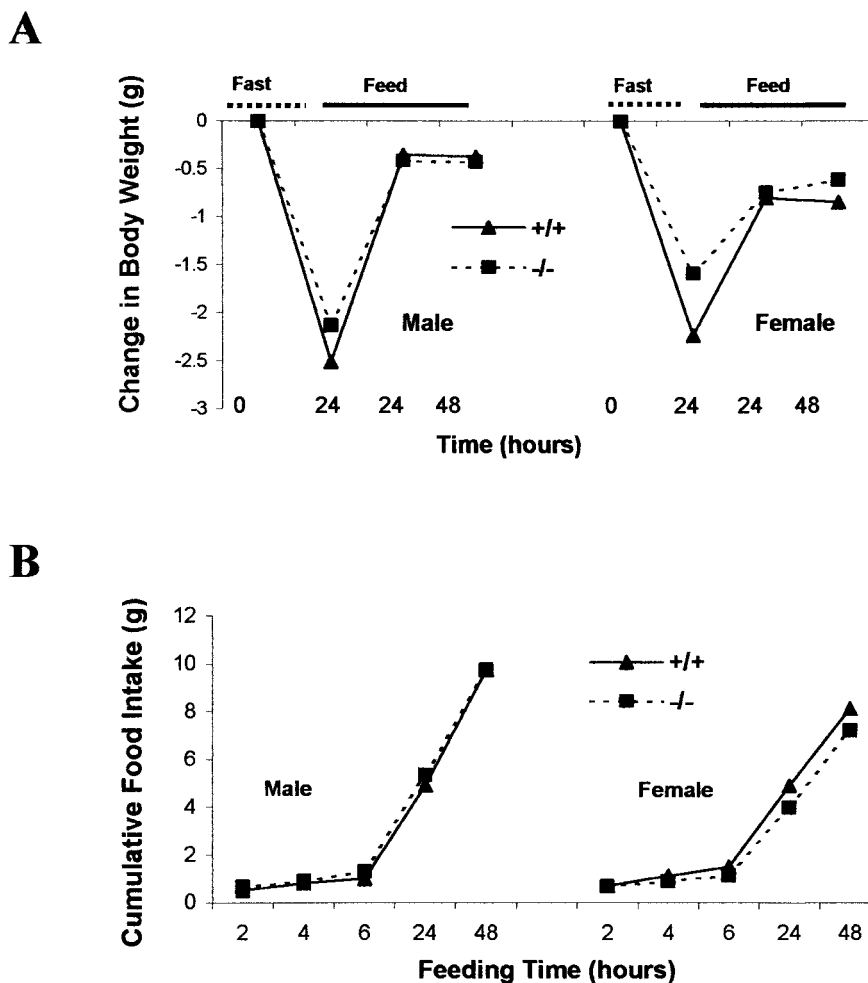 A
Fast Feed Fast Feed
Change in Body Weight (g)
0
-0.5
-1
-1.5
-2
-2.5
-3
+/+
-/-
Male Female
0 24 24 48 0 24 24 48
Time (hours)
B
Cumulative Food Intake (g)
12
10
8
6
4
2
0
+/+
-/-
Male Female
2 4 6 24 48 2 4 6 24 48
Feeding Time (hours)